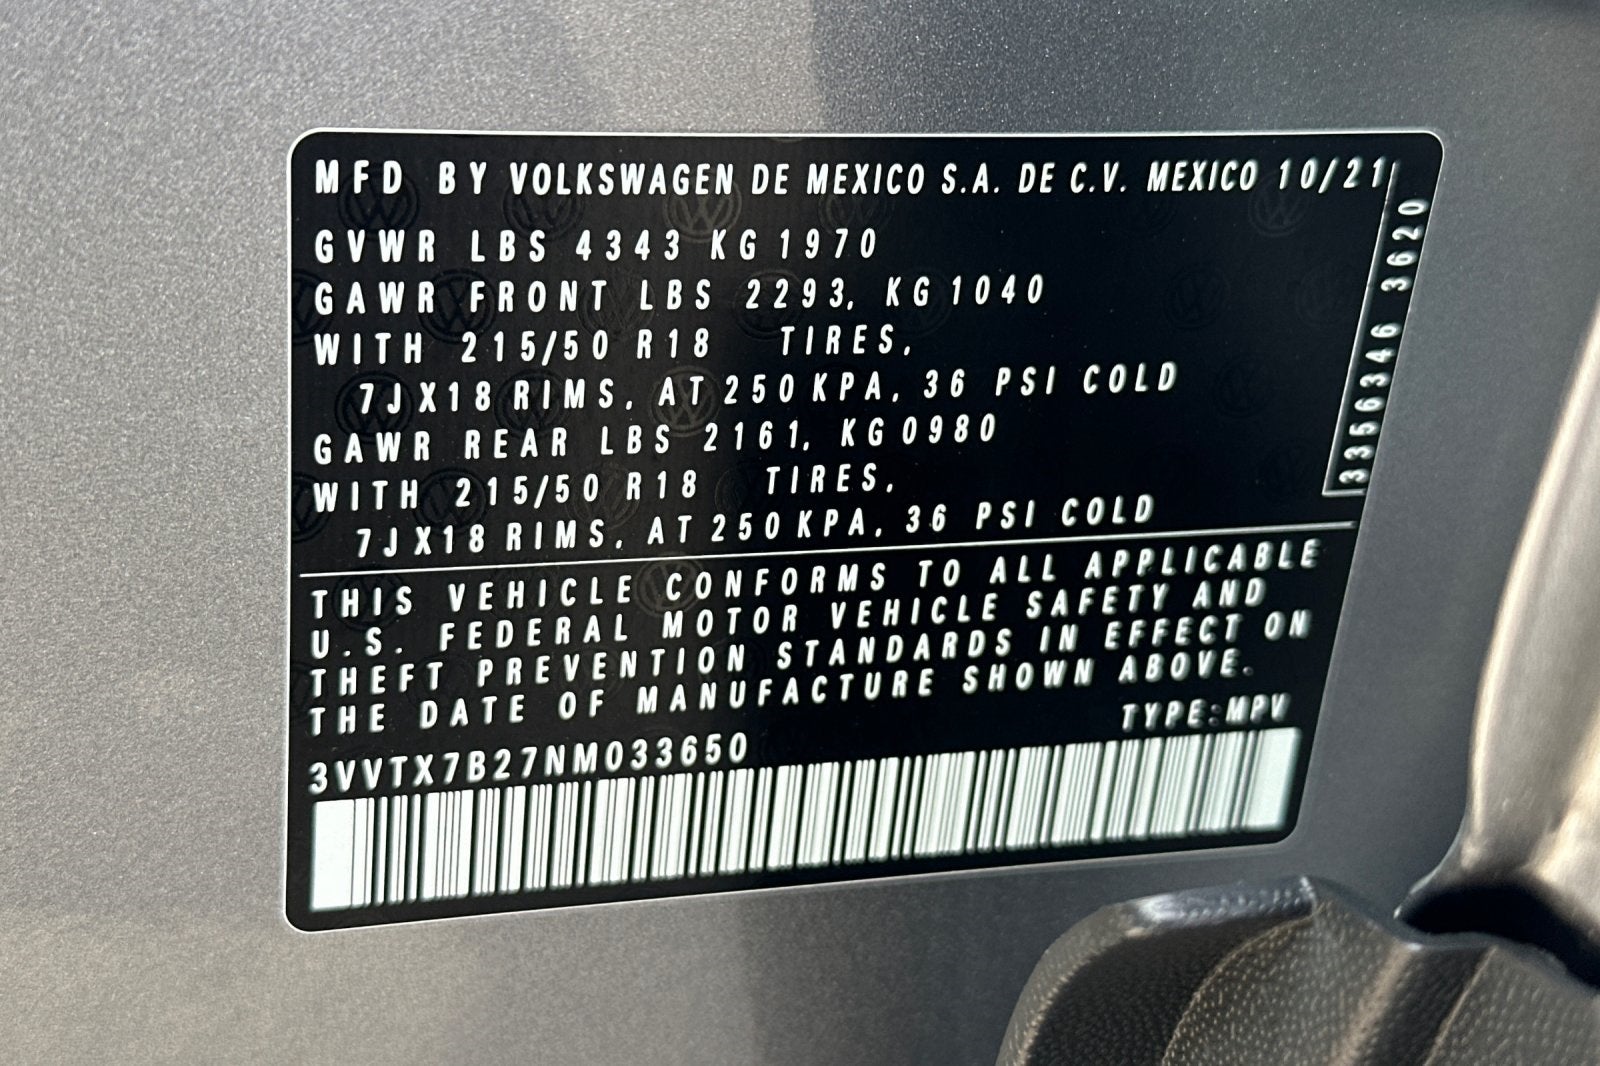 MFD BY VOLKSWAGEN DE MEXICO S.A. DE C.V. MEXICO 10/21
GVWR LBS 4343 KG 1970
GAWR FRONT LBS 2293, KG 1040
WITH 215/50 R18 TIRES,
7JX18 RIMS, AT 250 KPA, 36 PSI COLD
GAWR REAR LBS 2161, KG 0980
WITH 215/50 R18 TIRES,
7JX18 RIMS, AT 250 KPA, 36 PSI COLD
3356346 3620
THIS VEHICLE CONFORMS TO ALL APPLICABLE
U.S. FEDERAL MOTOR VEHICLE SAFETY AND
THEFT PREVENTION STANDARDS IN EFFECT ON
THE DATE OF MANUFACTURE SHOWN ABOVE.
TYPE:MPV
3VVTX7B27NM033650